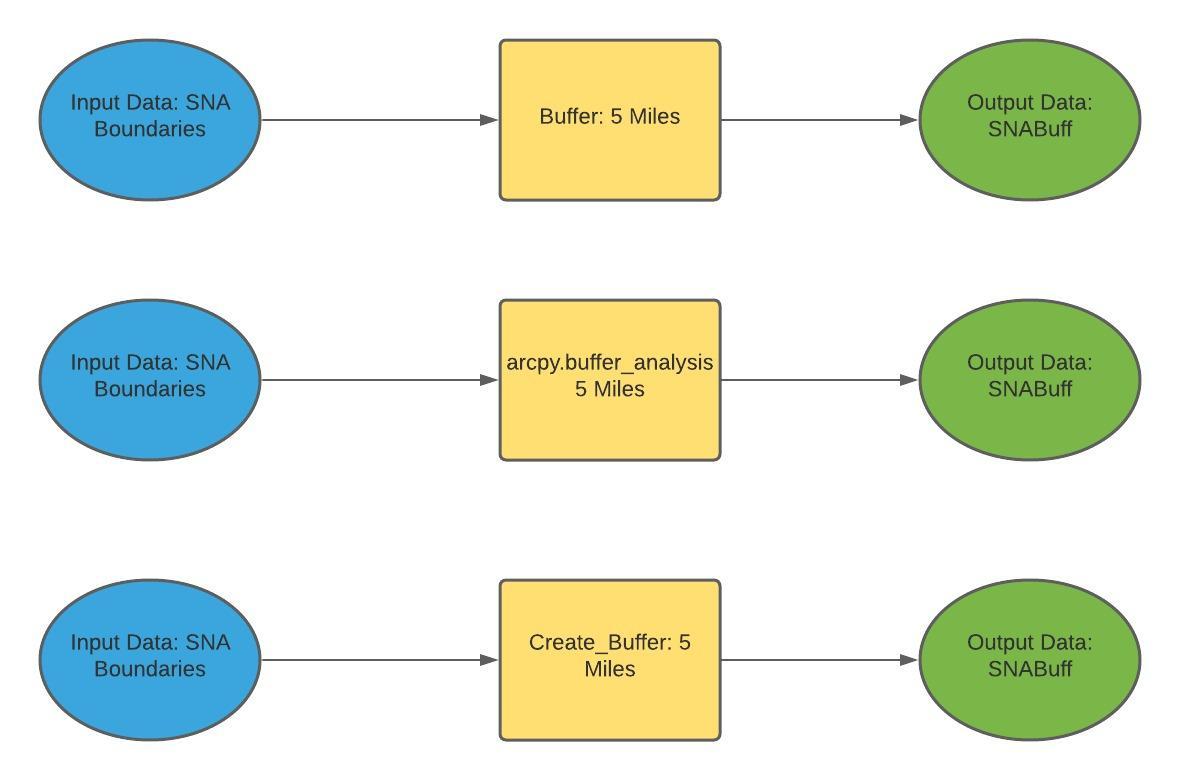 Input Data: SNA
Boundaries
Buffer: 5 Miles
Output Data:
SNABuff
Input Data: SNA
Boundaries
arcpy.buffer_analysis
5 Miles
Output Data:
SNABuff
Input Data: SNA
Boundaries
Create_Buffer: 5
Miles
Output Data:
SNABuff